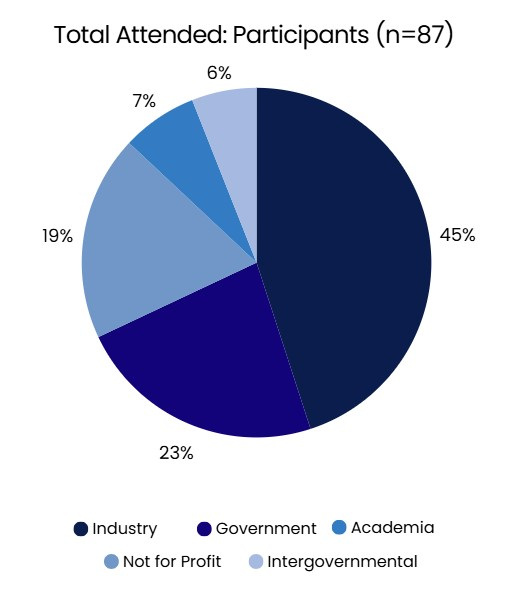 Total Attended: Participants (n=87)
6%
7%
19%
45%
23%
Industry Government Academia
Not for Profit Intergovernmental